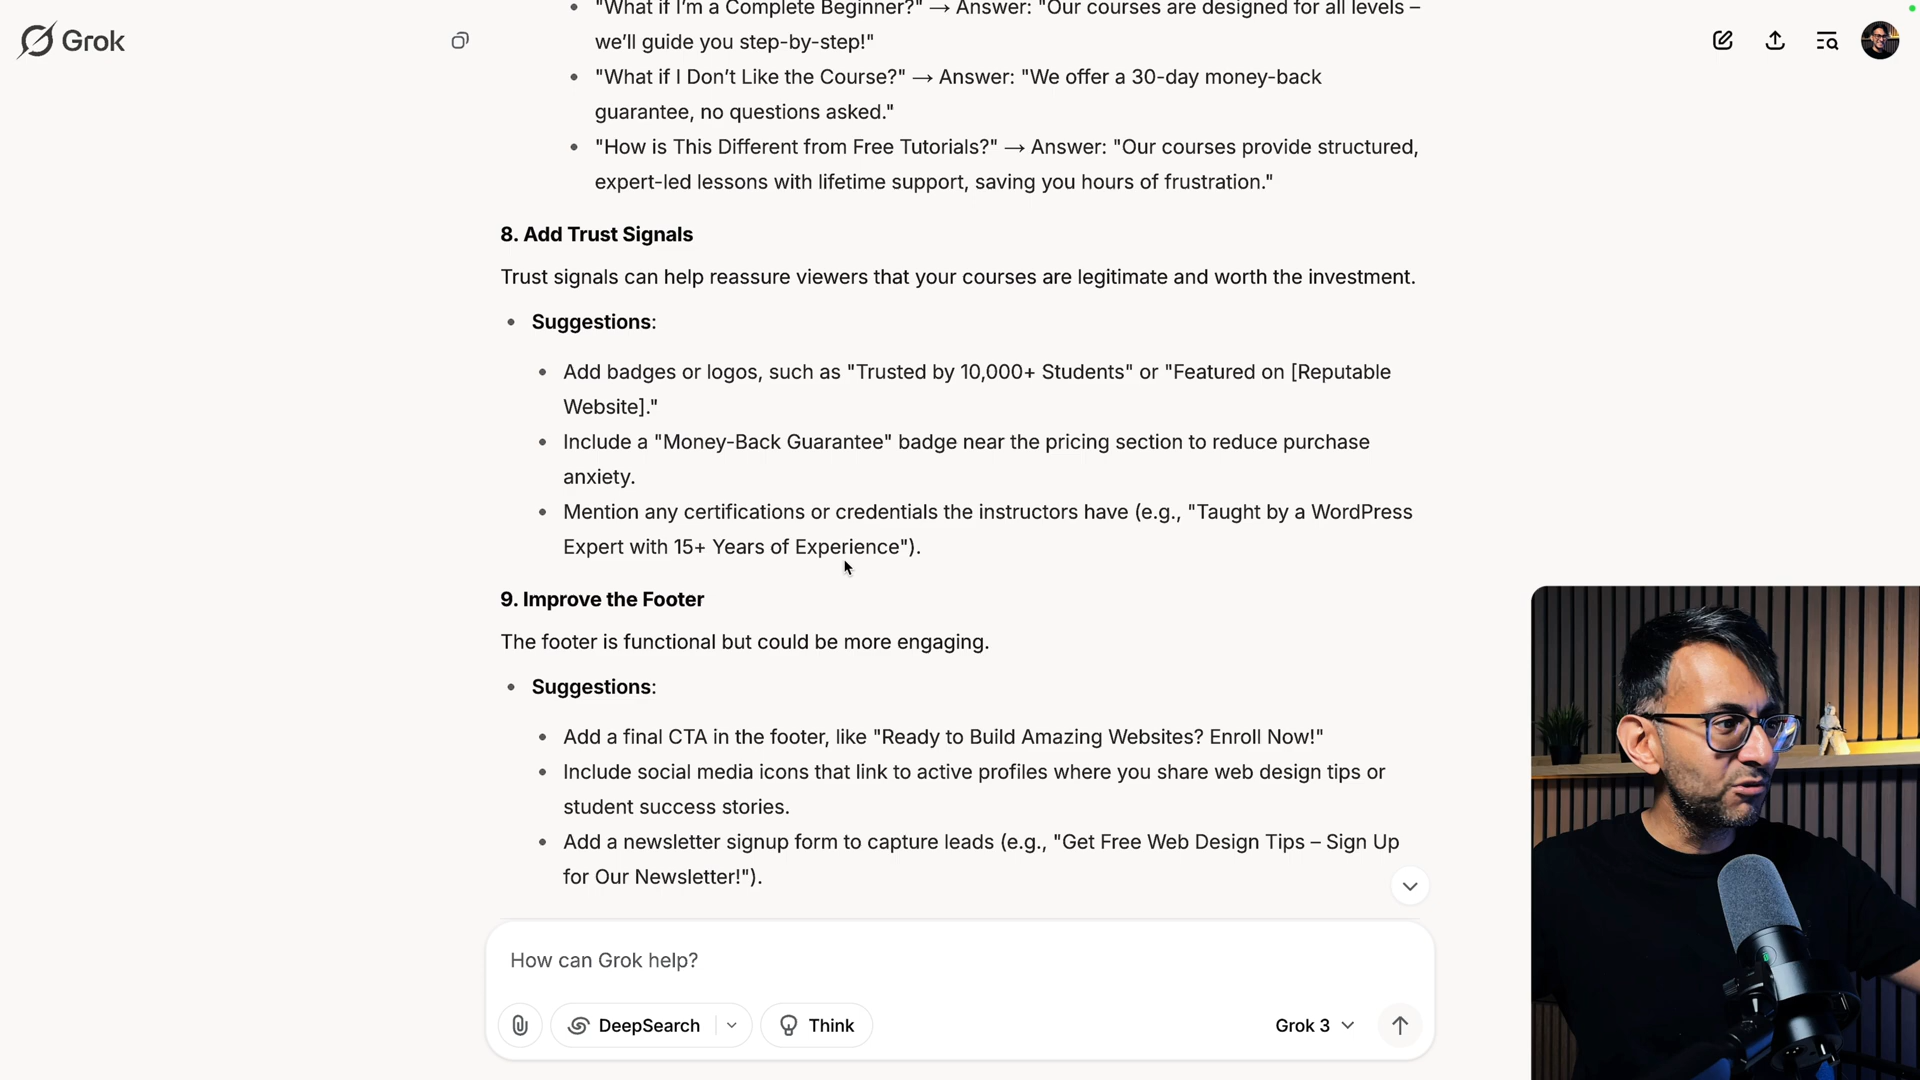 Grok
"What if I'm a Complete Beginner?" → Answer: "Our courses are designed for all levels –
we'll guide you step-by-step!"
"What if I Don't Like the Course?" → Answer: "We offer a 30-day money-back
guarantee, no questions asked."
"How is This Different from Free Tutorials?" → Answer: "Our courses provide structured,
expert-led lessons with lifetime support, saving you hours of frustration."
8. Add Trust Signals
Trust signals can help reassure viewers that your courses are legitimate and worth the investment.
Suggestions:
Add badges or logos, such as "Trusted by 10,000+ Students" or "Featured on [Reputable
Website]."
Include a "Money-Back Guarantee" badge near the pricing section to reduce purchase
anxiety.
Mention any certifications or credentials the instructors have (e.g., "Taught by a WordPress
Expert with 15+ Years of Experience").
9. Improve the Footer
The footer is functional but could be more engaging.
Suggestions:
Add a final CTA in the footer, like "Ready to Build Amazing Websites? Enroll Now!"
Include social media icons that link to active profiles where you share web design tips or
student success stories.
Add a newsletter signup form to capture leads (e.g., "Get Free Web Design Tips – Sign Up
for Our Newsletter!").
How can Grok help?
DeepSearch
Think
Grok 3